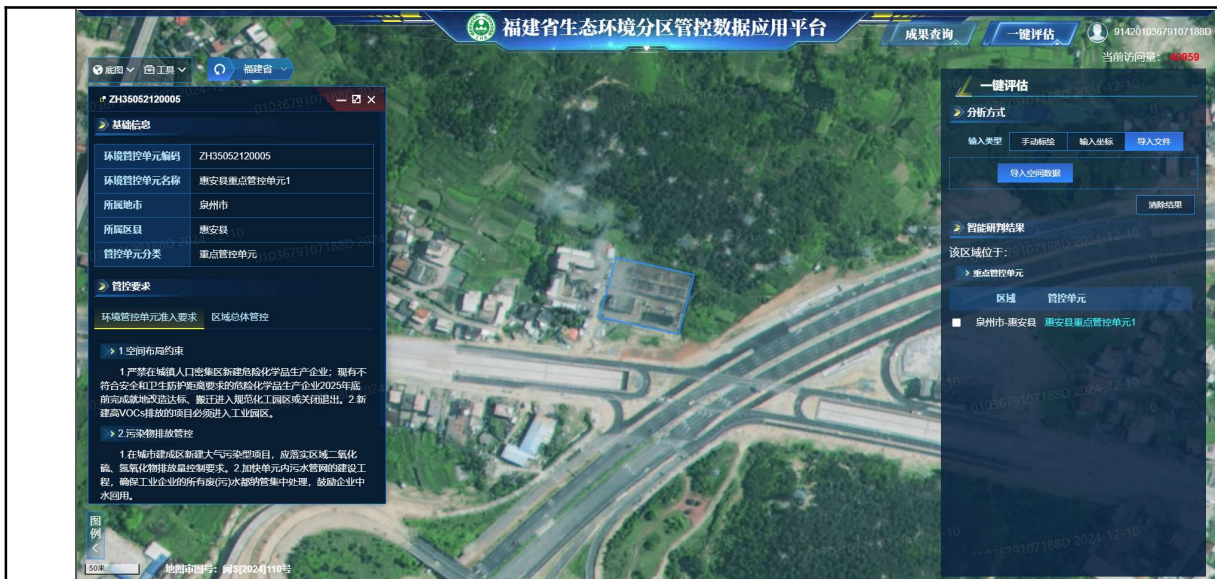 福建省生态环境分区管控数据应用平台
成果查询
一键评估
91420103679107188D
当前访问量：
底图
工具
福建省
ZH35052120005
基础信息
环境管控单元编码 ZH35052120005
环境管控单元名称 惠安县重点管控单元1
所属地市 泉州市
所属区县 惠安县
管控单元分类 重点管控单元
管控要求
环境管控单元准入要求 区域总体管控
1.空间布局约束
1.严禁在城镇人口密集区新建危险化学品生产企业；现有不
符合安全和卫生防护距离要求的危险化学品生产企业2025年底
前完成就地改造达标、搬迁进入规范化工园区或关闭退出。2.新
建高VOCs排放的项目必须进入工业园区。
2.污染物排放管控
1.在城市建成区新建大气污染型项目，应落实区域二氧化
硫、氮氧化物排放量控制要求。2.加快单元内污水管网的建设工
程，确保工业企业的所有废(污)水都纳管集中处理，鼓励企业中
水回用。
图例
50米
地图审图号：闽S[2024]110号
一键评估
分析方式
输入类型 手动标绘 输入坐标 导入文件
导入空间数据
清除结果
智能研判结果
该区域位于：
重点管控单元
区域 管控单元
泉州市-惠安县 惠安县重点管控单元1